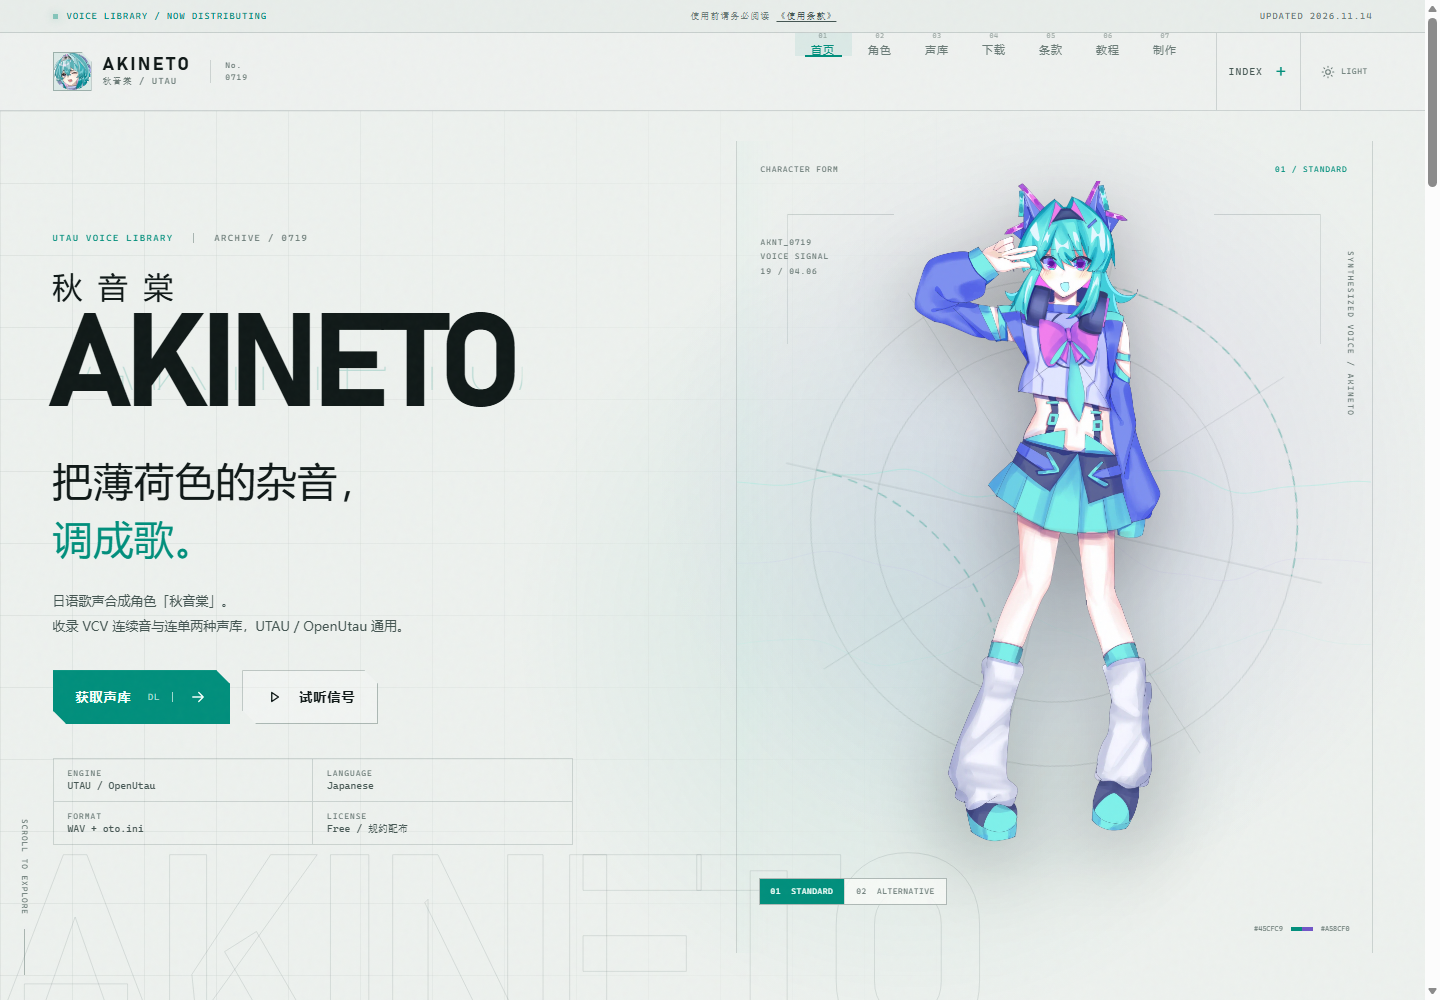 VOICE LIBRARY / NOW DISTRIBUTING
使用前请务必阅读 《使用条款》
UPDATED 2026.11.14
AKINETO
秋音棠 / UTAU
No.
0719
01 首页
02 角色
03 声库
04 下载
05 条款
06 教程
07 制作
INDEX +
LIGHT
UTAU VOICE LIBRARY | ARCHIVE / 0719
秋音棠
AKINETO
把薄荷色的杂音，
调成歌。
日语歌声合成角色「秋音棠」。
收录 VCV 连续音与连单两种声库，UTAU / OpenUtau 通用。
获取声库 DL | →
试听信号
ENGINE
UTAU / OpenUtau
LANGUAGE
Japanese
FORMAT
WAV + oto.ini
LICENSE
Free / 规约配布
SCROLL TO EXPLORE
AKINETO
CHARACTER FORM
01 / STANDARD
AKNT_0719
VOICE SIGNAL
19 / 04.06
SYNTHESIZED VOICE / AKINETO
01 STANDARD
02 ALTERNATIVE
#45CFC9
#A58CF0